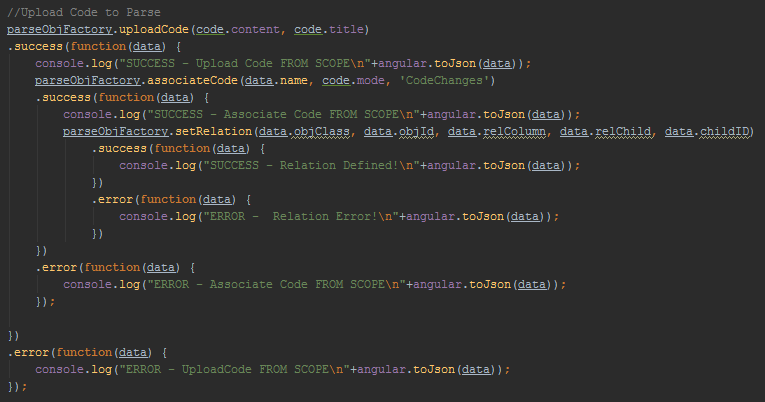 //Upload Code to Parse
parseObjFactory.uploadCode(code.content, code.title)
.success(function(data) {
    console.log("SUCCESS - Upload Code FROM SCOPE\n"+angular.toJson(data));
    parseObjFactory.associateCode(data.name, code.mode, 'CodeChanges')
    .success(function(data) {
        console.log("SUCCESS - Associate Code FROM SCOPE\n"+angular.toJson(data));
        parseObjFactory.setRelation(data.objClass, data.objId, data.relColumn, data.relChild, data.childID)
            .success(function(data) {
                console.log("SUCCESS - Relation Defined!\n"+angular.toJson(data));
            })
            .error(function(data) {
                console.log("ERROR -  Relation Error!\n"+angular.toJson(data));
            })
    })
    .error(function(data) {
        console.log("ERROR - Associate Code FROM SCOPE\n"+angular.toJson(data));
    });
})
.error(function(data) {
    console.log("ERROR - UploadCode FROM SCOPE\n"+angular.toJson(data));
});